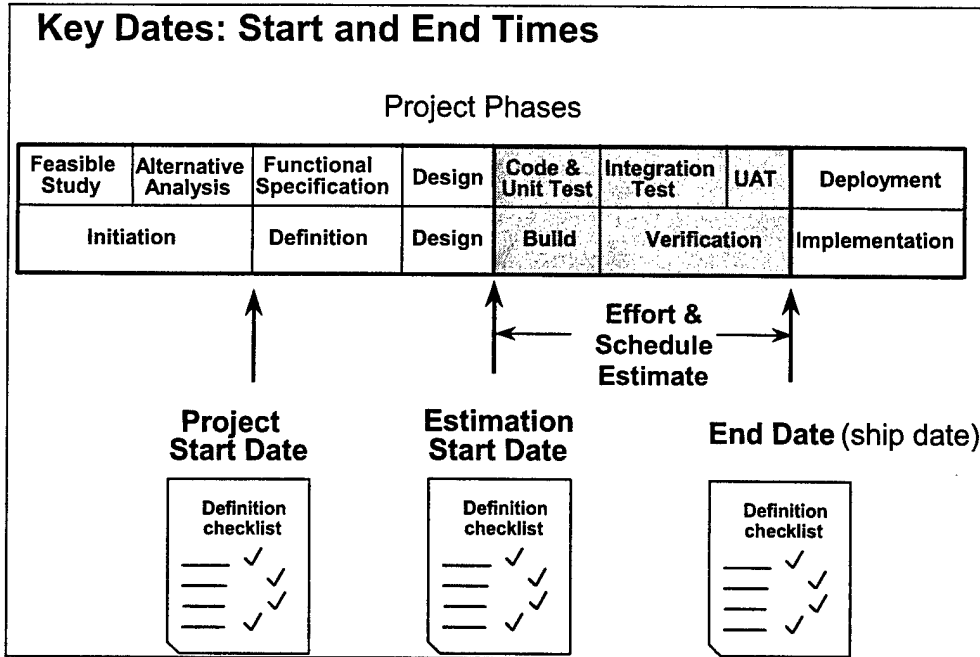 Key Dates: Start and End Times
Project Phases
Feasible Study
Alternative Analysis
Functional Specification
Design
Code & Unit Test
Integration Test
UAT
Deployment
Initiation
Definition
Design
Build
Verification
Implementation
Effort &
Schedule
Estimate
Project
Start Date
Estimation
Start Date
End Date (ship date)
Definition
checklist
Definition
checklist
Definition
checklist